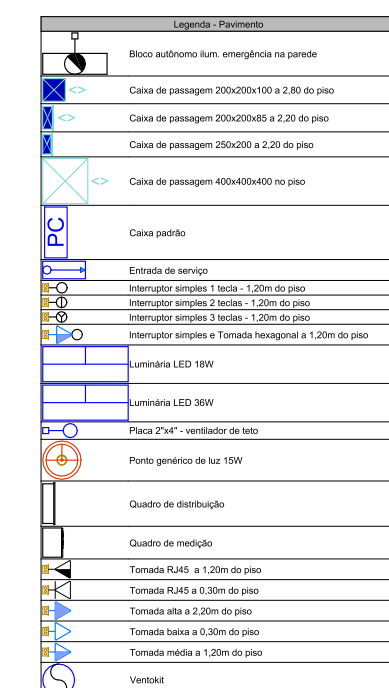 Legenda - Pavimento
Bloco autônomo ilum. emergência na parede
<> Caixa de passagem 200x200x100 a 2,80 do piso
<> Caixa de passagem 200x200x85 a 2,20 do piso
Caixa de passagem 250x200 a 2,20 do piso
<> Caixa de passagem 400x400x400 no piso
PC Caixa padrão
Entrada de serviço
Interruptor simples 1 tecla - 1,20m do piso
Interruptor simples 2 teclas - 1,20m do piso
Interruptor simples 3 teclas - 1,20m do piso
Interruptor simples e Tomada hexagonal a 1,20m do piso
Luminária LED 18W
Luminária LED 36W
Placa 2"x4" - ventilador de teto
Ponto genérico de luz 15W
Quadro de distribuição
Quadro de medição
Tomada RJ45 a 1,20m do piso
Tomada RJ45 a 0,30m do piso
Tomada alta a 2,20m do piso
Tomada baixa a 0,30m do piso
Tomada média a 1,20m do piso
Ventokit